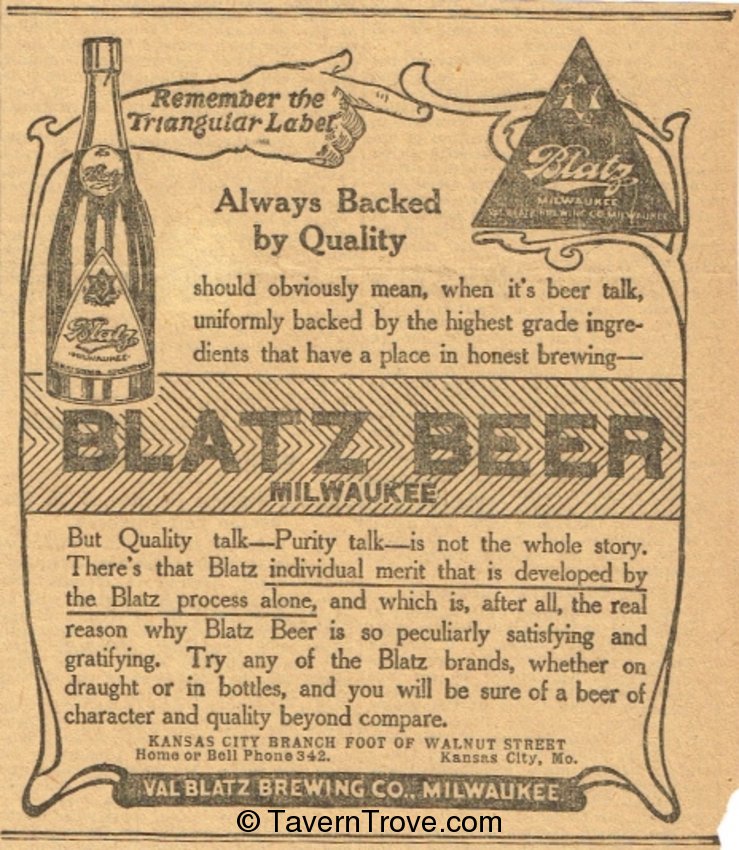 Remember the
Triangular Label
Blatz
Blatz
MILWAUKEE
VAL BLATZ BREWING CO. MILWAUKEE
Always Backed
by Quality
should obviously mean, when it's beer talk,
uniformly backed by the highest grade ingre-
dients that have a place in honest brewing—
Blatz
MILWAUKEE
BLATZ BEER
MILWAUKEE
But Quality talk—Purity talk—is not the whole story.
There's that Blatz individual merit that is developed by
the Blatz process alone, and which is, after all, the real
reason why Blatz Beer is so peculiarly satisfying and
gratifying. Try any of the Blatz brands, whether on
draught or in bottles, and you will be sure of a beer of
character and quality beyond compare.
KANSAS CITY BRANCH FOOT OF WALNUT STREET
Home or Bell Phone 342. Kansas City, Mo.
VAL BLATZ BREWING CO., MILWAUKEE
© TavernTrove.com